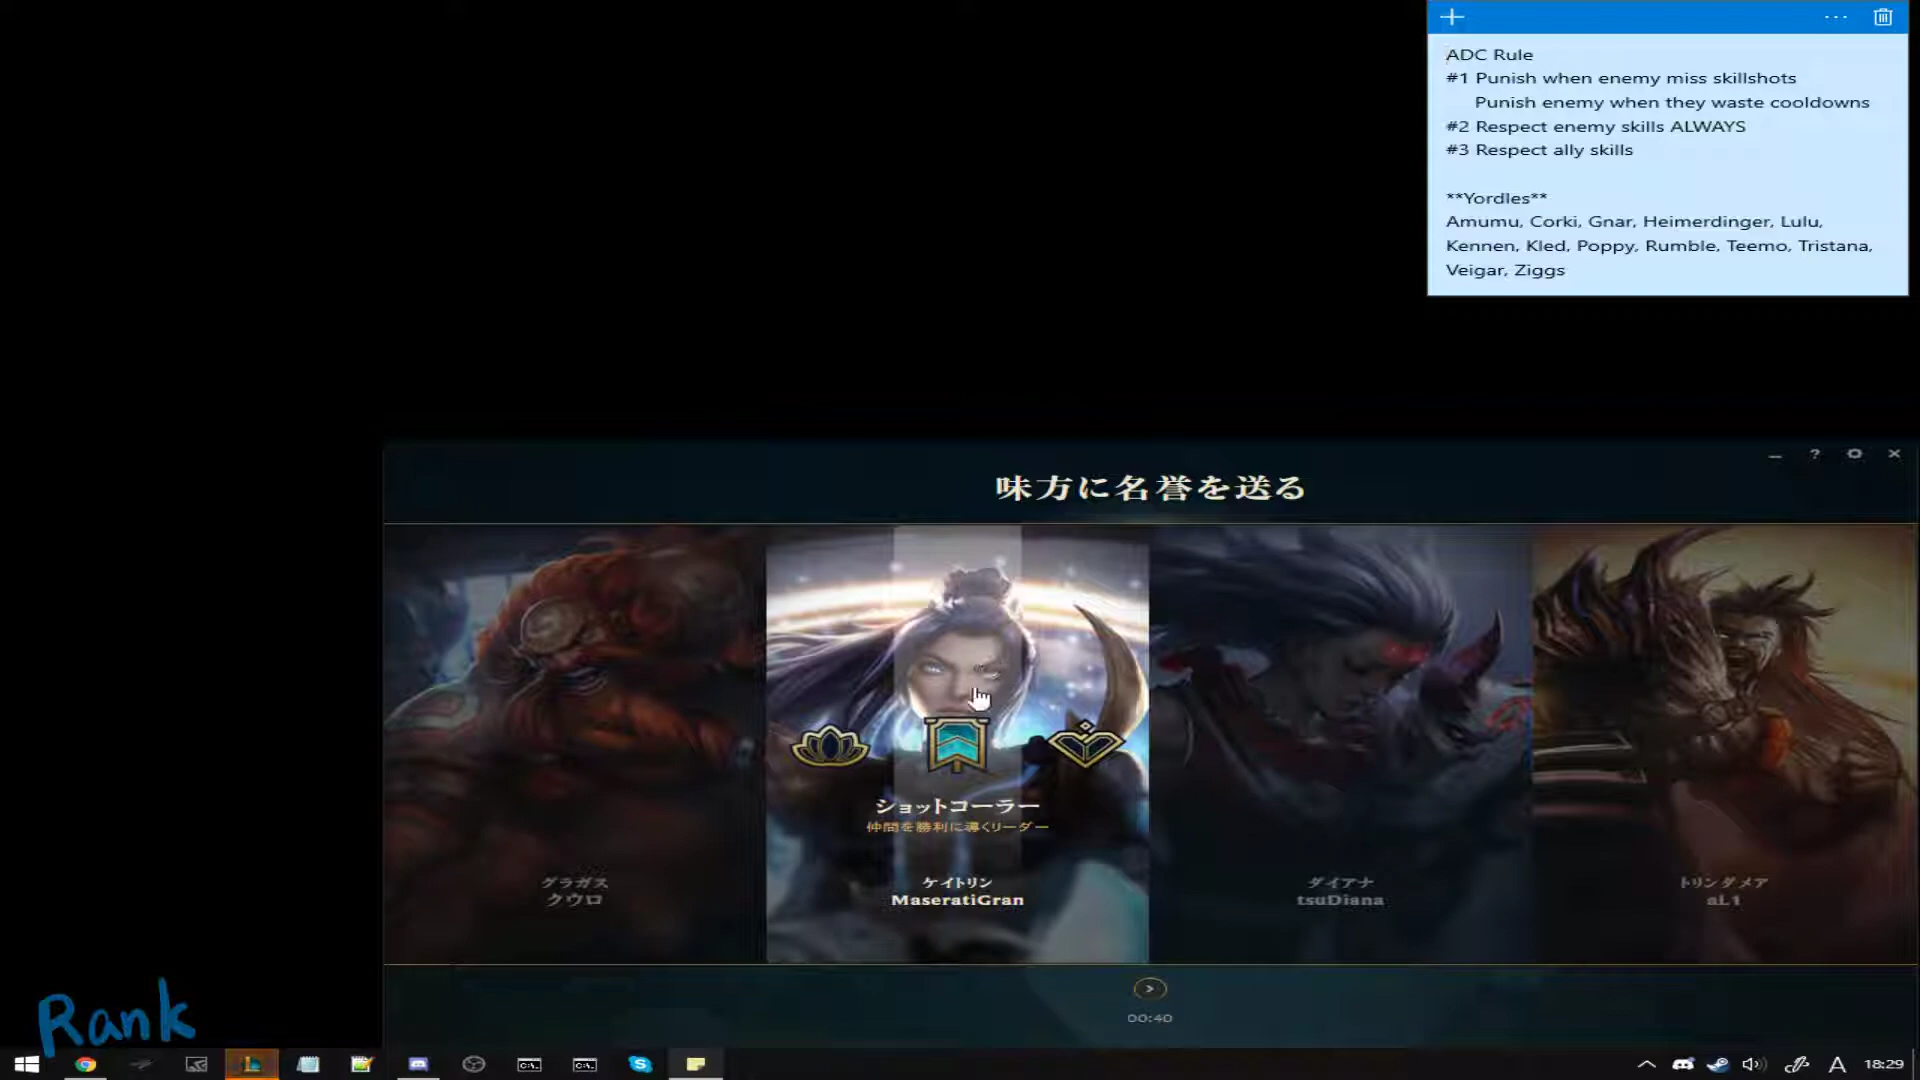 ADC Rule
#1 Punish when enemy miss skillshots
Punish enemy when they waste cooldowns
#2 Respect enemy skills ALWAYS
#3 Respect ally skills
**Yordles**
Amumu, Corki, Gnar, Heimerdinger, Lulu,
Kennen, Kled, Poppy, Rumble, Teemo, Tristana,
Veigar, Ziggs
味方に名誉を送る
ショットコーラー
仲間を勝利に導くリーダー
グラガス
クウロ
ケイトリン
MaseratiGran
ダイアナ
tsuDiana
トリンダメア
aL1
00:40
Rank
A
18:29